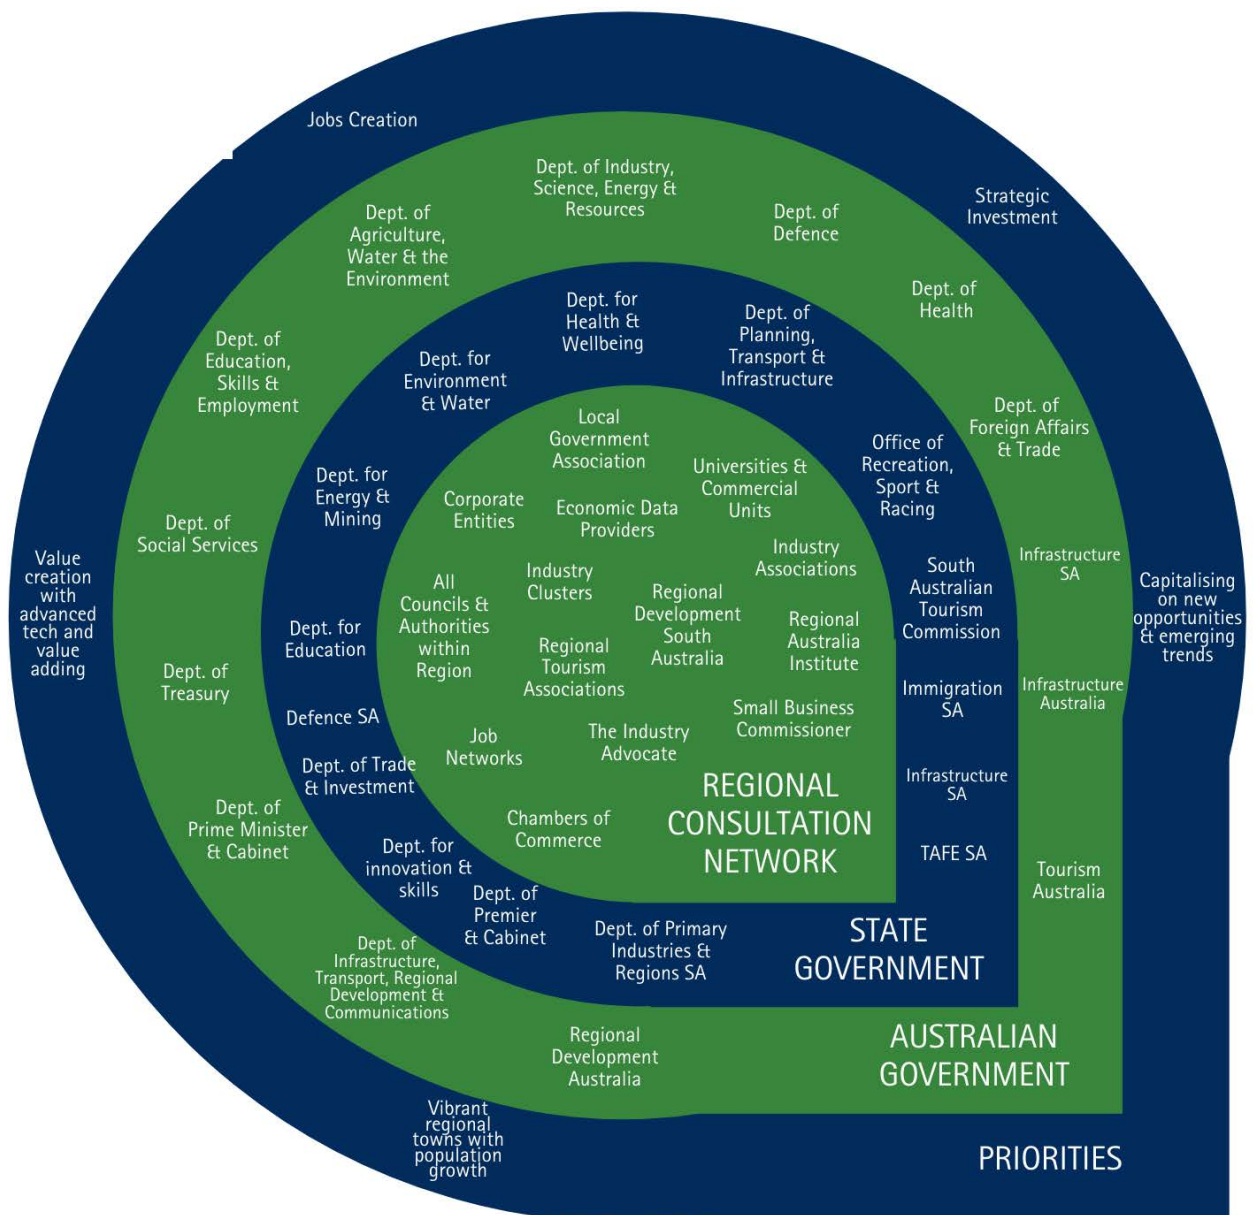 Jobs Creation
Strategic
Investment
Value
creation
with
advanced
tech and
value
adding
Capitalising
on new
opportunities
& emerging
trends
Vibrant
regional
towns with
population
growth
PRIORITIES
Dept. of Industry,
Science, Energy &
Resources
Dept. of
Agriculture,
Water & the
Environment
Dept. of
Defence
Dept. of
Health
Dept. of
Education,
Skills &
Employment
Dept. of
Foreign Affairs
& Trade
Dept. of
Social Services
Infrastructure
SA
Dept. of
Treasury
Infrastructure
Australia
Dept. of
Prime Minister
& Cabinet
Tourism
Australia
Dept. of
Infrastructure,
Transport, Regional
Development &
Communications
Regional
Development
Australia
AUSTRALIAN
GOVERNMENT
Dept. for
Health &
Wellbeing
Dept. of
Planning,
Transport &
Infrastructure
Dept. for
Environment
& Water
Office of
Recreation,
Sport &
Racing
Dept. for
Energy &
Mining
South
Australian
Tourism
Commission
Dept. for
Education
Immigration
SA
Defence SA
Dept. of Trade
& Investment
Infrastructure
SA
Dept. for
innovation &
skills
TAFE SA
Dept. of
Premier
& Cabinet
Dept. of Primary
Industries &
Regions SA
STATE
GOVERNMENT
Local
Government
Association
Universities &
Commercial
Units
Corporate
Entities
Economic Data
Providers
Industry
Associations
Industry
Clusters
All
Councils &
Authorities
within
Region
Regional
Development
South
Australia
Regional
Australia
Institute
Regional
Tourism
Associations
Small Business
Commissioner
Job
Networks
The Industry
Advocate
Chambers of
Commerce
REGIONAL
CONSULTATION
NETWORK